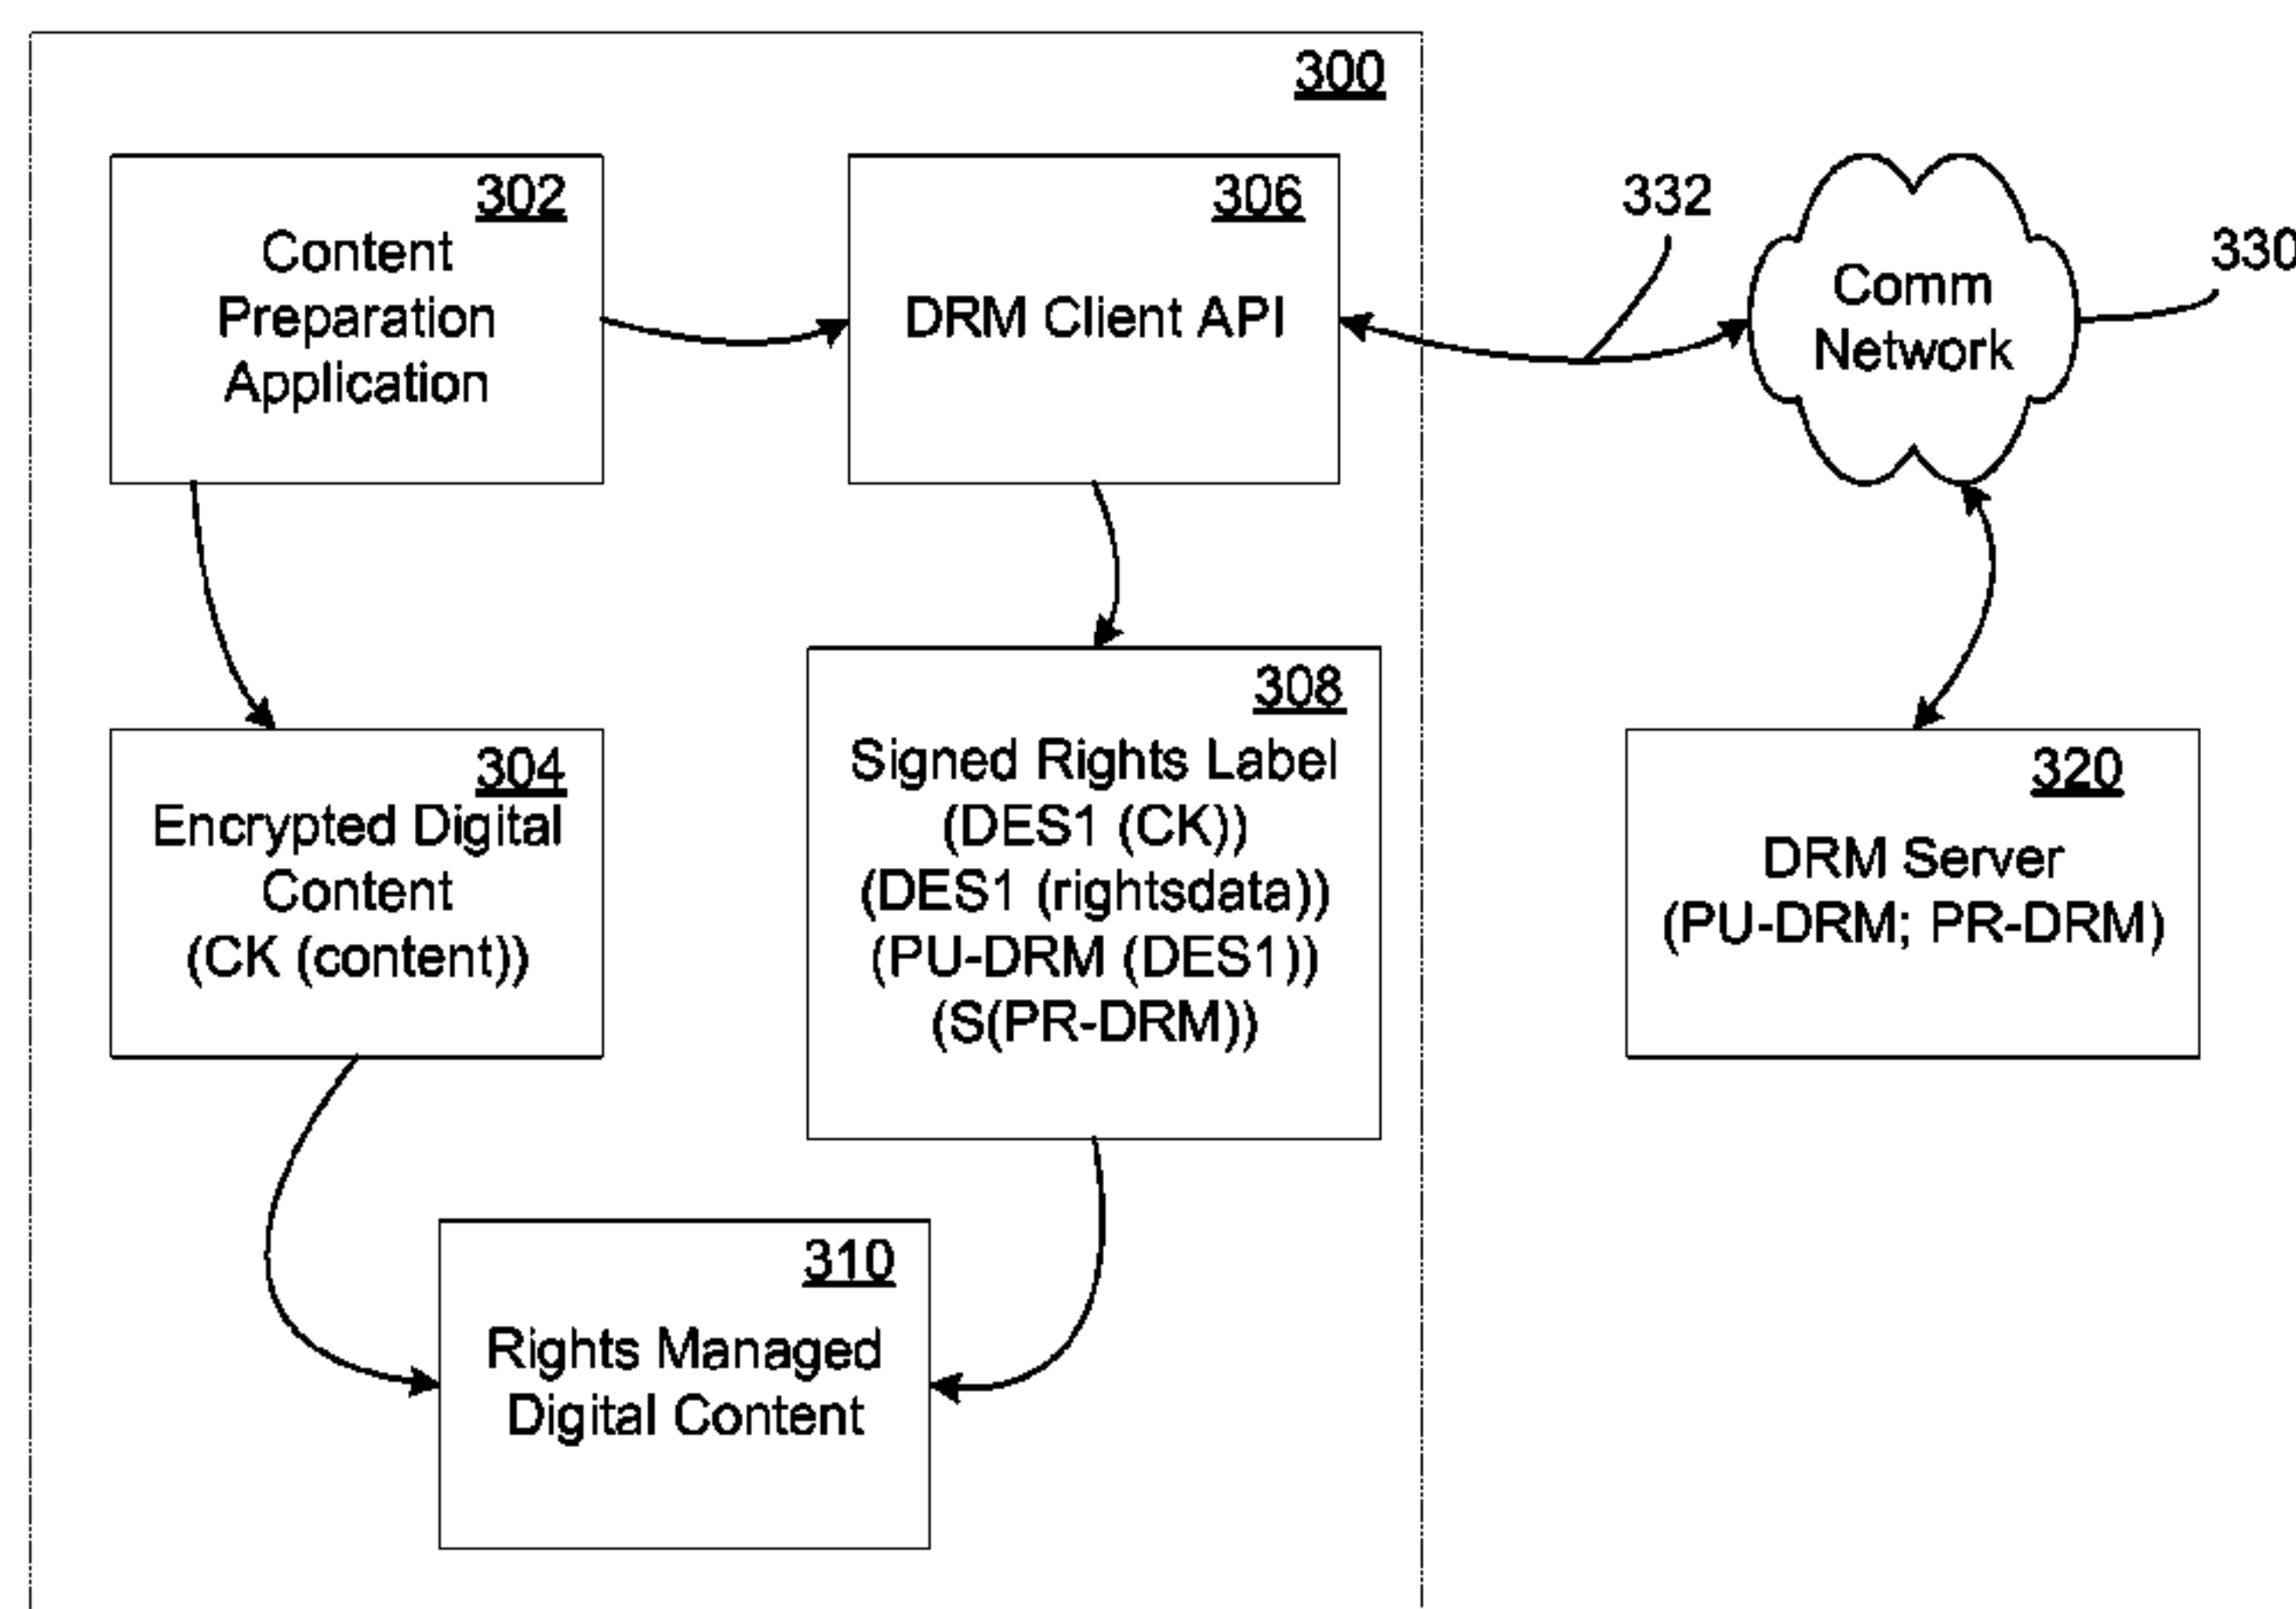 300
302
Content
Preparation
Application
306
DRM Client API
332
Comm
Network
330
304
Encrypted Digital
Content
(CK (content))
308
Signed Rights Label
(DES1 (CK))
(DES1 (rightsdata))
(PU-DRM (DES1))
(S(PR-DRM))
320
DRM Server
(PU-DRM; PR-DRM)
310
Rights Managed
Digital Content